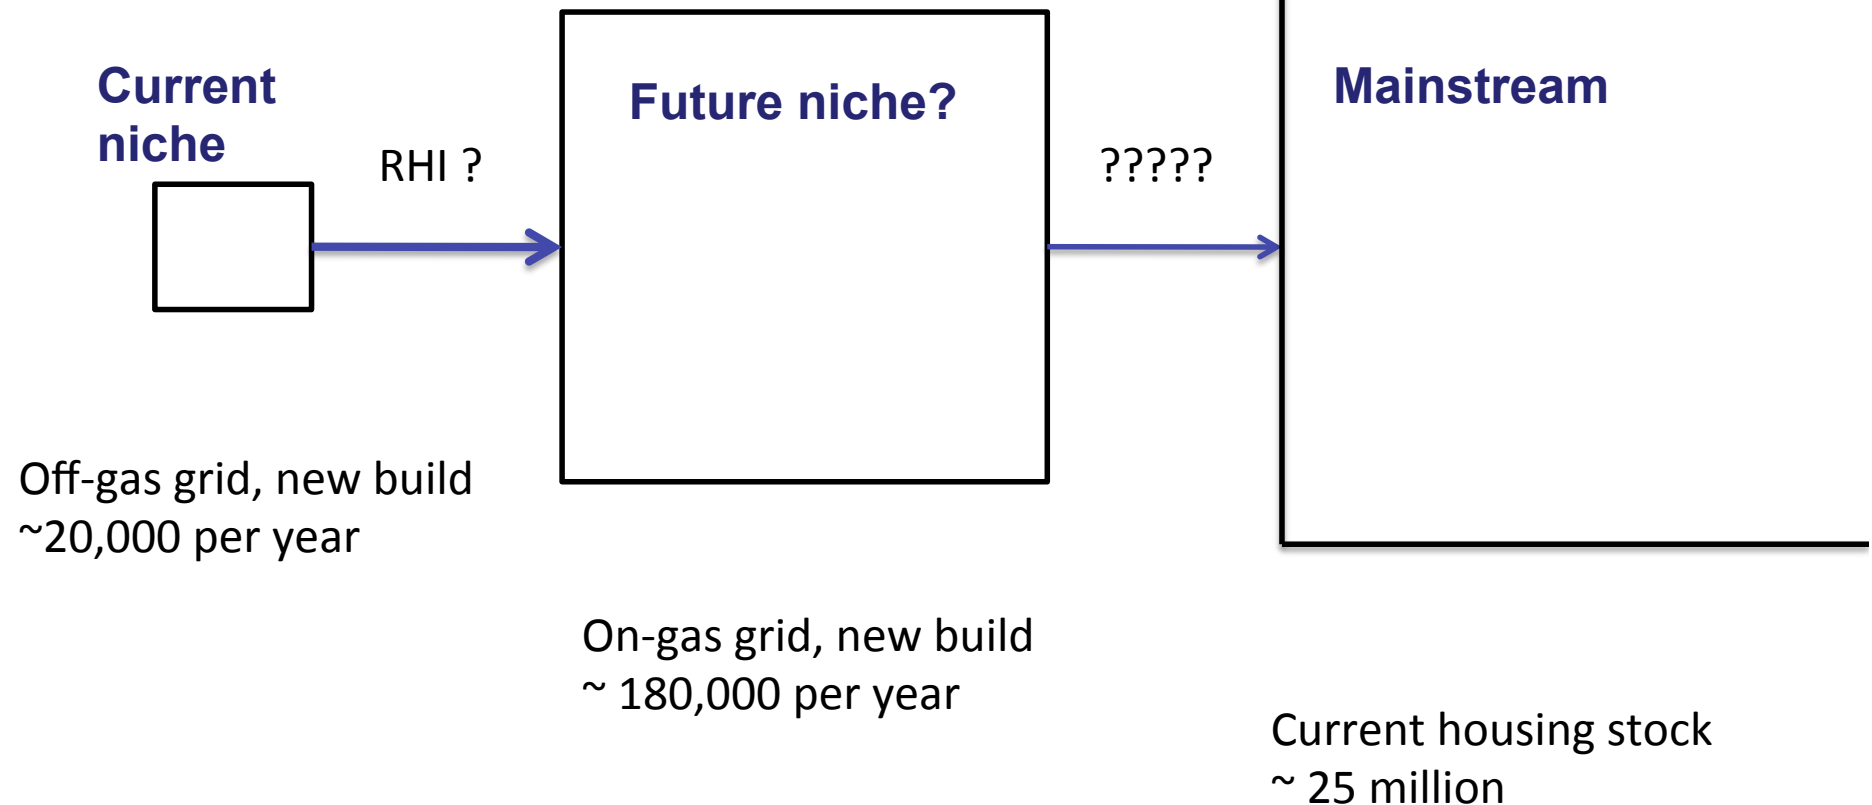 Current
niche
RHI ?
Future niche?
?????
Mainstream
Off-gas grid, new build
~20,000 per year
On-gas grid, new build
~ 180,000 per year
Current housing stock
~ 25 million